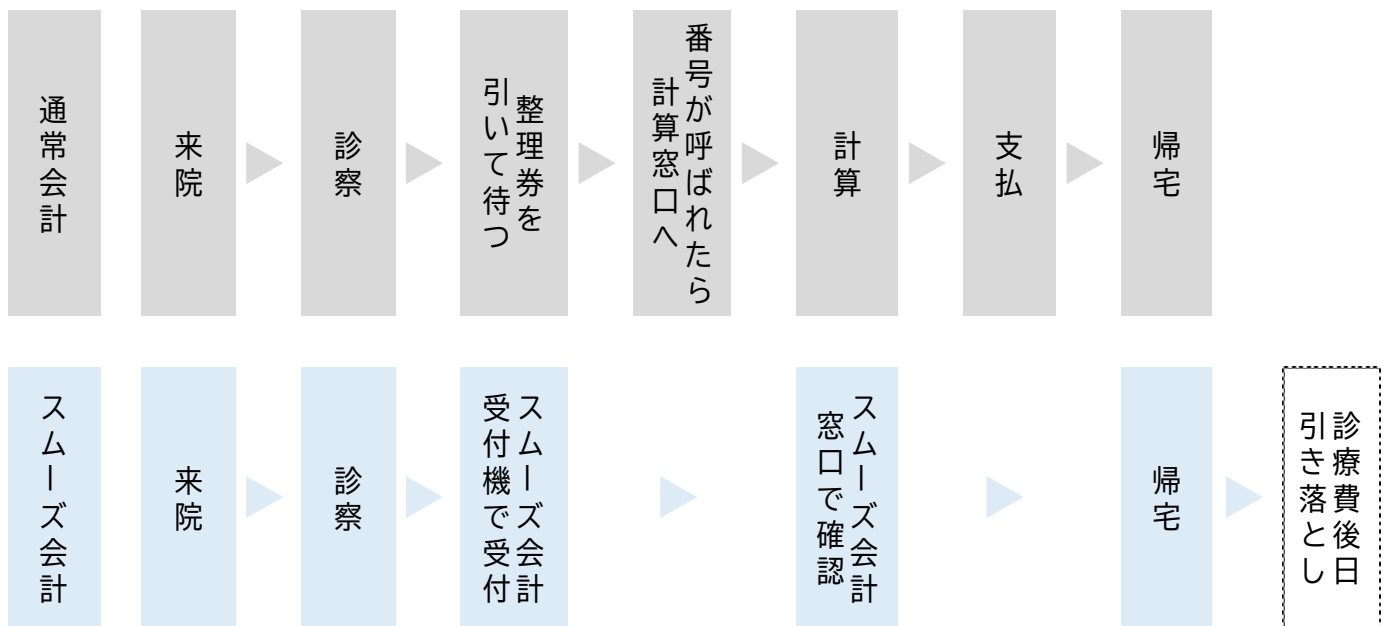 通常会計
来院
診察
整理券を
引いて待つ
番号が呼ばれたら
計算窓口へ
計算
支払
帰宅
スムーズ会計
来院
診察
スムーズ会計
受付機で受付
スムーズ会計
窓口で確認
帰宅
診療費後日
引き落とし